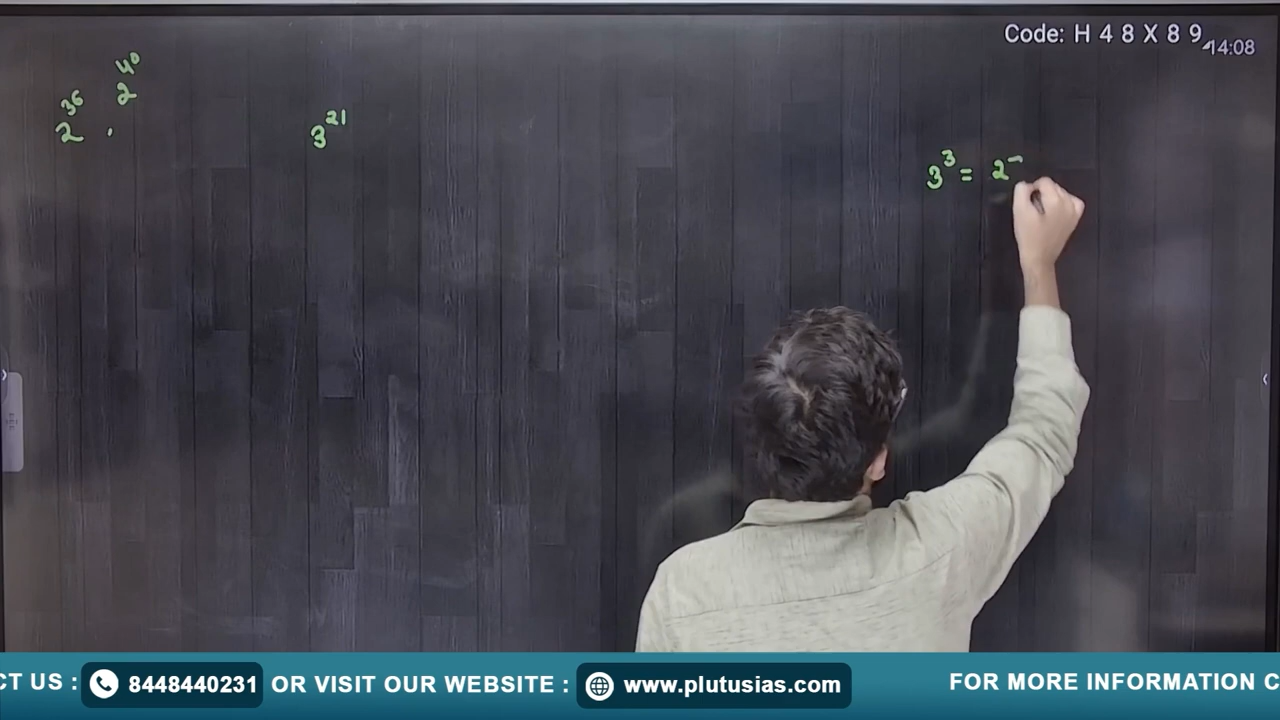 Code: H 4 8 X 8 9
14:08
2^36 . 2^40
3^21
3^3 = 2
CT US : 8448440231 OR VISIT OUR WEBSITE : www.plutusias.com FOR MORE INFORMATION C